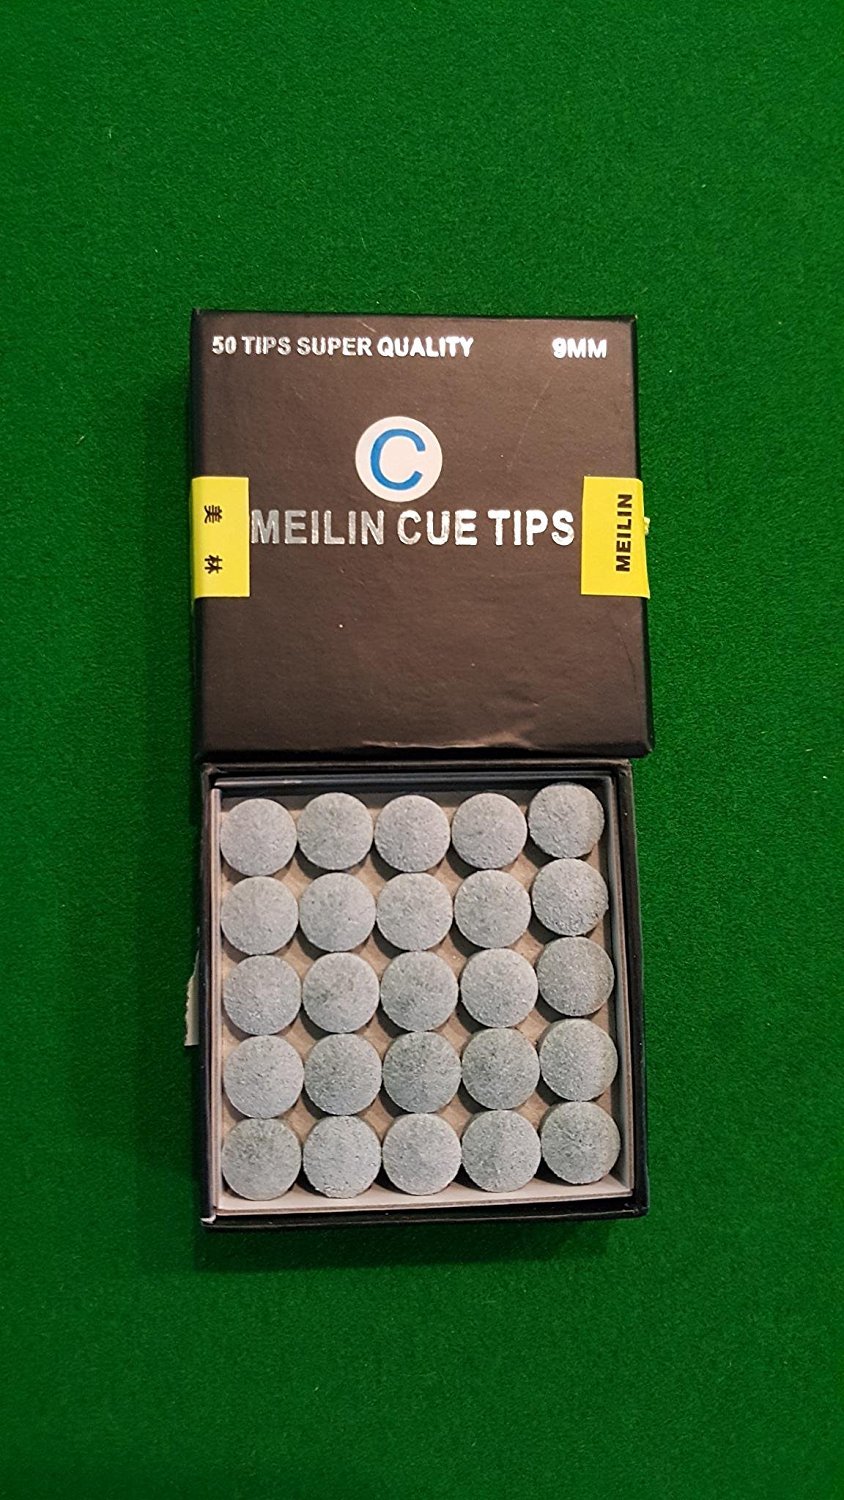 50 TIPS SUPER QUALITY 9MM
C
美林
MEILIN CUE TIPS
MEILIN